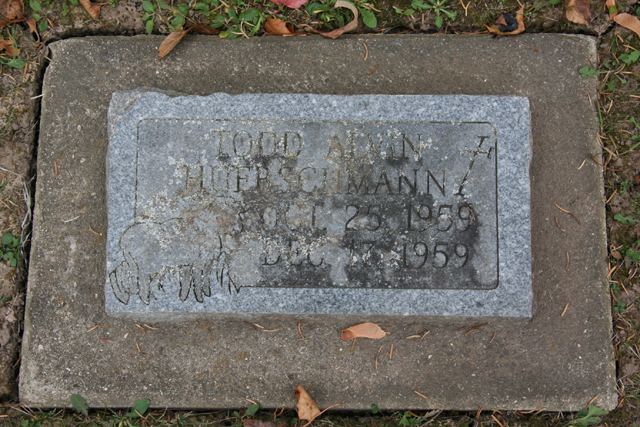 TODD ALVIN
HUEBSCHMANN
OCT. 25 1959
DEC. 17, 1959